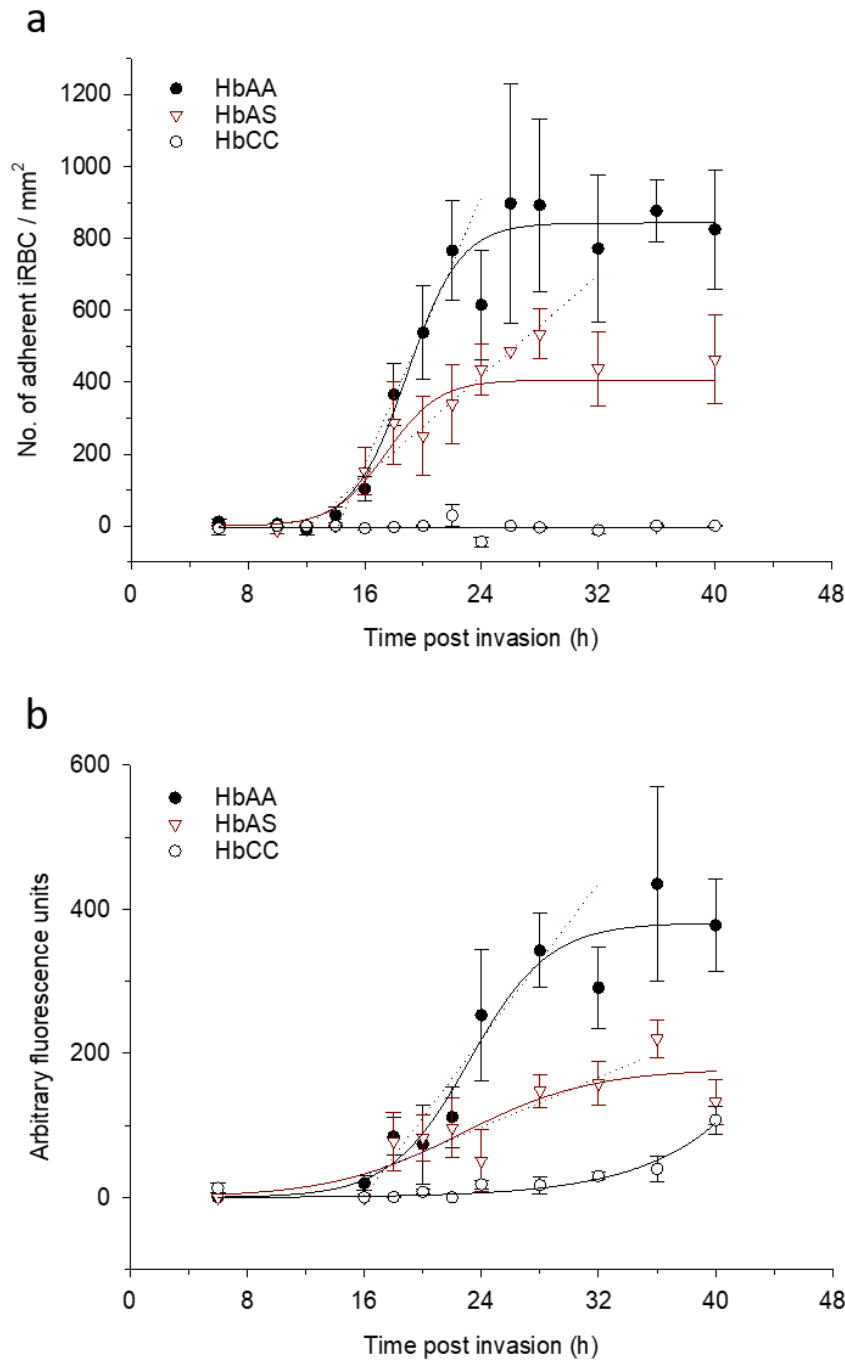 a
HbAA
HbAS
HbCC
No. of adherent iRBC / mm²
1200
1000
800
600
400
200
0
0 8 16 24 32 40 48
Time post invasion (h)
b
HbAA
HbAS
HbCC
Arbitrary fluorescence units
600
400
200
0
0 8 16 24 32 40 48
Time post invasion (h)